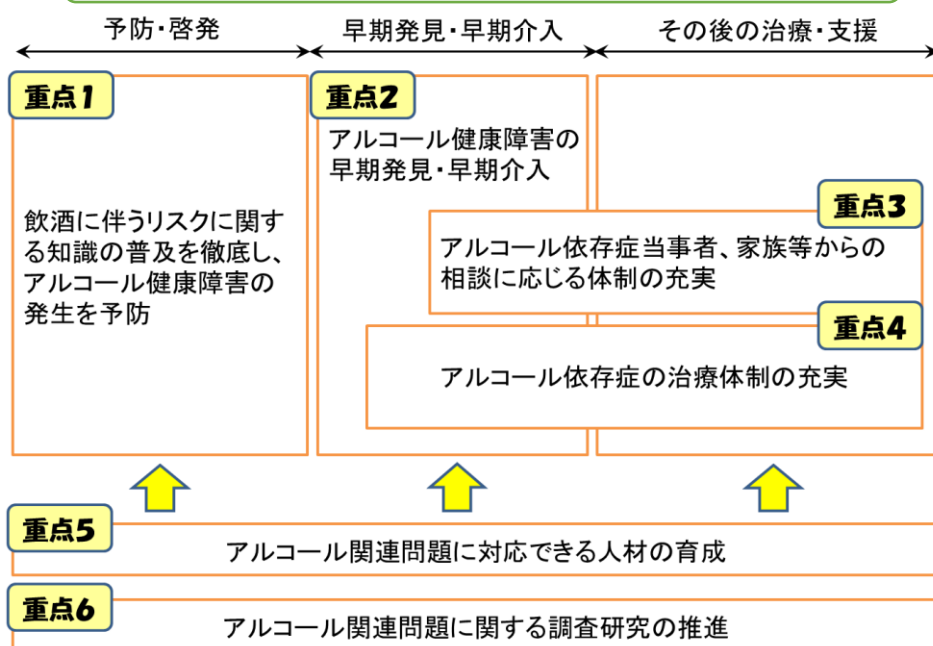 予防・啓発
早期発見・早期介入
その後の治療・支援
重点1
飲酒に伴うリスクに関す
る知識の普及を徹底し、
アルコール健康障害の
発生を予防
重点2
アルコール健康障害の
早期発見・早期介入
重点3
アルコール依存症当事者、家族等からの
相談に応じる体制の充実
重点4
アルコール依存症の治療体制の充実
重点5
アルコール関連問題に対応できる人材の育成
重点6
アルコール関連問題に関する調査研究の推進